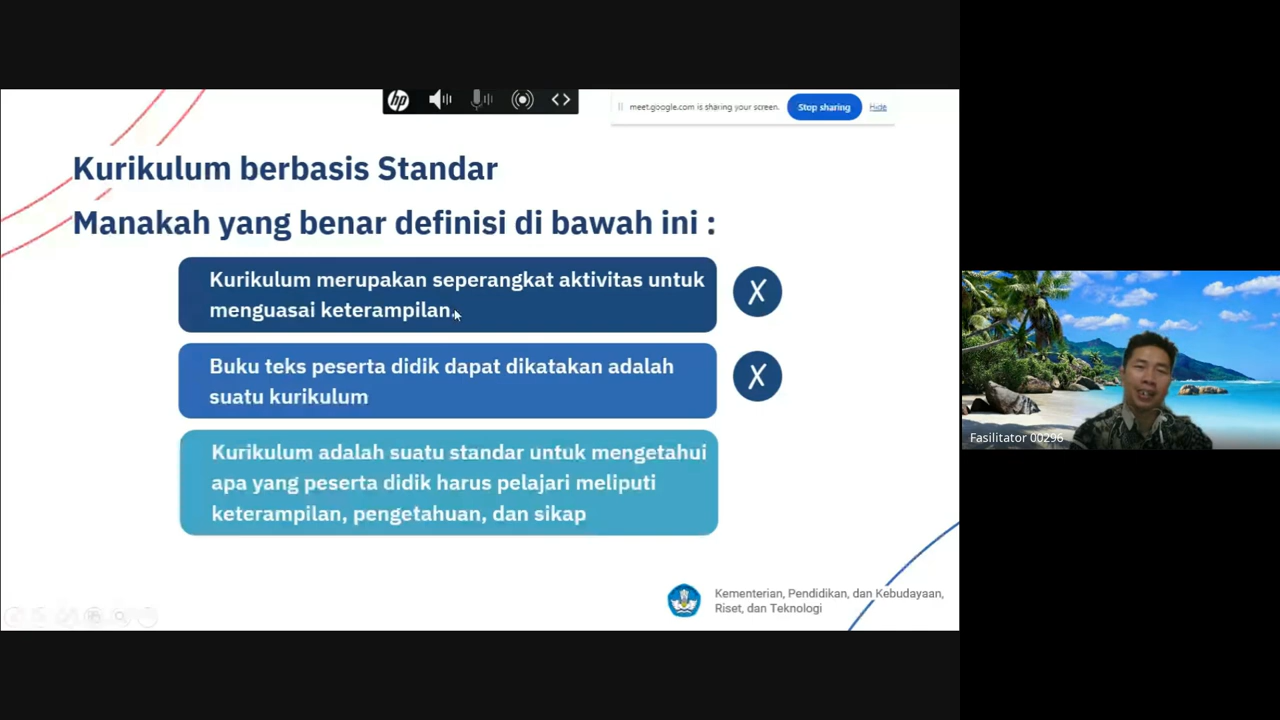 meet.google.com is sharing your screen.
Stop sharing
Hide
Kurikulum berbasis Standar
Manakah yang benar definisi di bawah ini :
Kurikulum merupakan seperangkat aktivitas untuk
menguasai keterampilan.
X
Buku teks peserta didik dapat dikatakan adalah
suatu kurikulum
X
Kurikulum adalah suatu standar untuk mengetahui
apa yang peserta didik harus pelajari meliputi
keterampilan, pengetahuan, dan sikap
Kementerian, Pendidikan, dan Kebudayaan,
Riset, dan Teknologi
hp
Fasilitator 00296